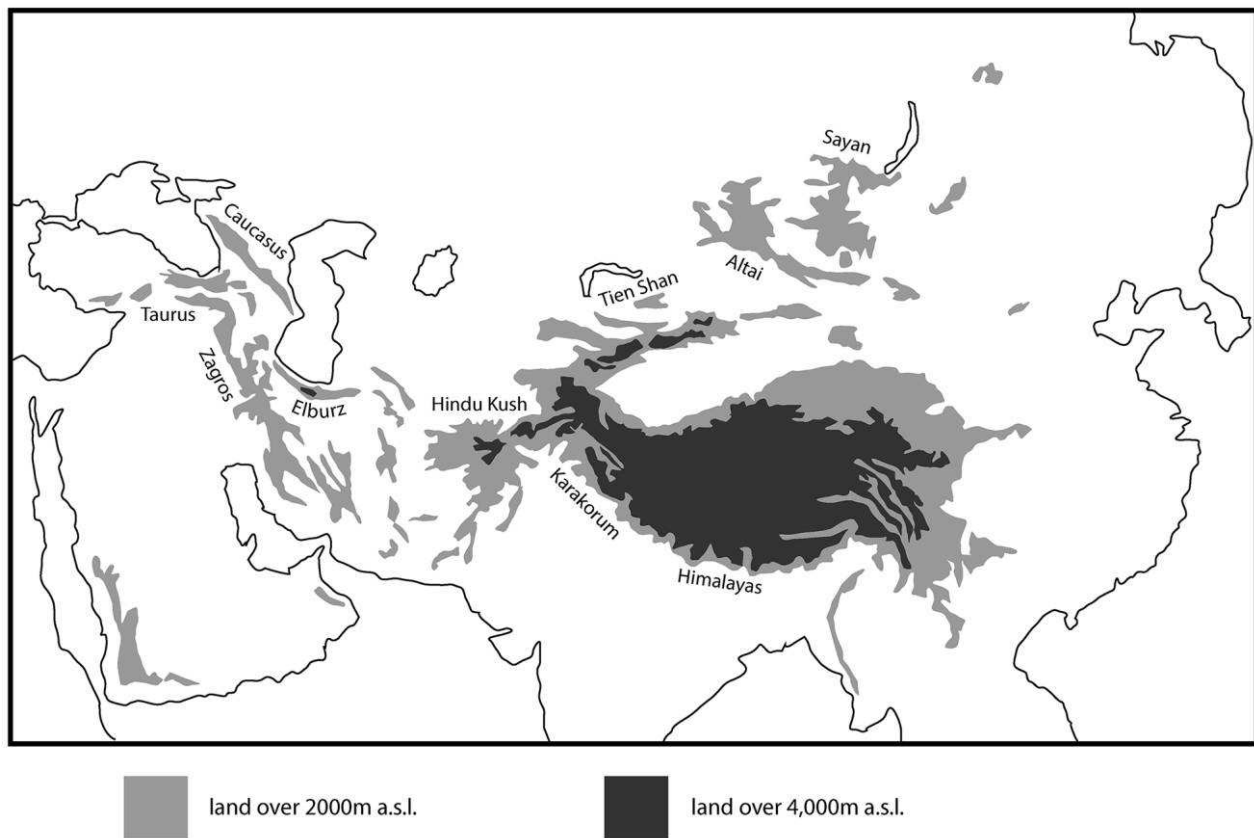 Sayan
Caucasus
Altai
Tien Shan
Taurus
Zagros
Elburz
Hindu Kush
Karakorum
Himalayas
land over 2000m a.s.l.
land over 4,000m a.s.l.